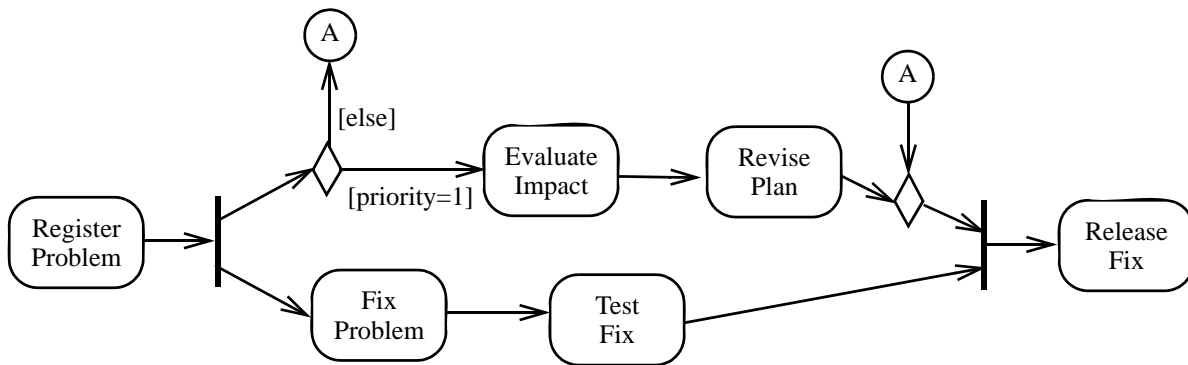 A
A
[else]
Evaluate
Impact
Revise
Plan
[priority=1]
Register
Problem
Release
Fix
Fix
Problem
Test
Fix